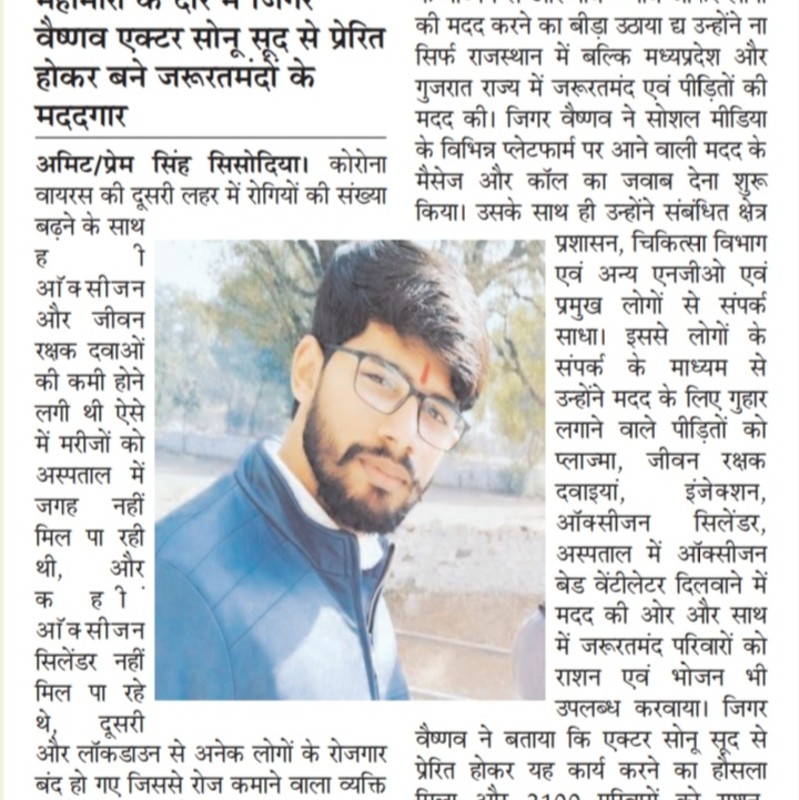 महामारी के दौर में जिगर
वैष्णव एक्टर सोनू सूद से प्रेरित
होकर बने जरूरतमंदों के
मददगार
अमिट/प्रेम सिंह सिसोदिया। कोरोना
वायरस की दूसरी लहर में रोगियों की संख्या
बढ़ने के साथ
ही
ऑक्सीजन
और जीवन
रक्षक दवाओं
की कमी होने
लगी थी ऐसे
में मरीजों को
अस्पताल में
जगह नहीं
मिल पा रही
थी, और
कहीं
ऑक्सीजन
सिलेंडर नहीं
मिल पा रहे
थे, दूसरी
और लॉकडाउन से अनेक लोगों के रोजगार
बंद हो गए जिससे रोज कमाने वाला व्यक्ति
की मदद करने का बीड़ा उठाया द्य उन्होंने ना
सिर्फ राजस्थान में बल्कि मध्यप्रदेश और
गुजरात राज्य में जरूरतमंद एवं पीड़ितों की
मदद की। जिगर वैष्णव ने सोशल मीडिया
के विभिन्न प्लेटफार्म पर आने वाली मदद के
मैसेज और कॉल का जवाब देना शुरू
किया। उसके साथ ही उन्होंने संबंधित क्षेत्र
प्रशासन, चिकित्सा विभाग
एवं अन्य एनजीओ एवं
प्रमुख लोगों से संपर्क
साधा। इससे लोगों के
संपर्क के माध्यम से
उन्होंने मदद के लिए गुहार
लगाने वाले पीड़ितों को
प्लाज्मा, जीवन रक्षक
दवाइयां, इंजेक्शन,
ऑक्सीजन सिलेंडर,
अस्पताल में ऑक्सीजन
बेड वेंटीलेटर दिलवाने में
मदद की ओर और साथ
में जरूरतमंद परिवारों को
राशन एवं भोजन भी
उपलब्ध करवाया। जिगर
वैष्णव ने बताया कि एक्टर सोनू सूद से
प्रेरित होकर यह कार्य करने का हौसला
मिला और 2100 परिवारों को राशन